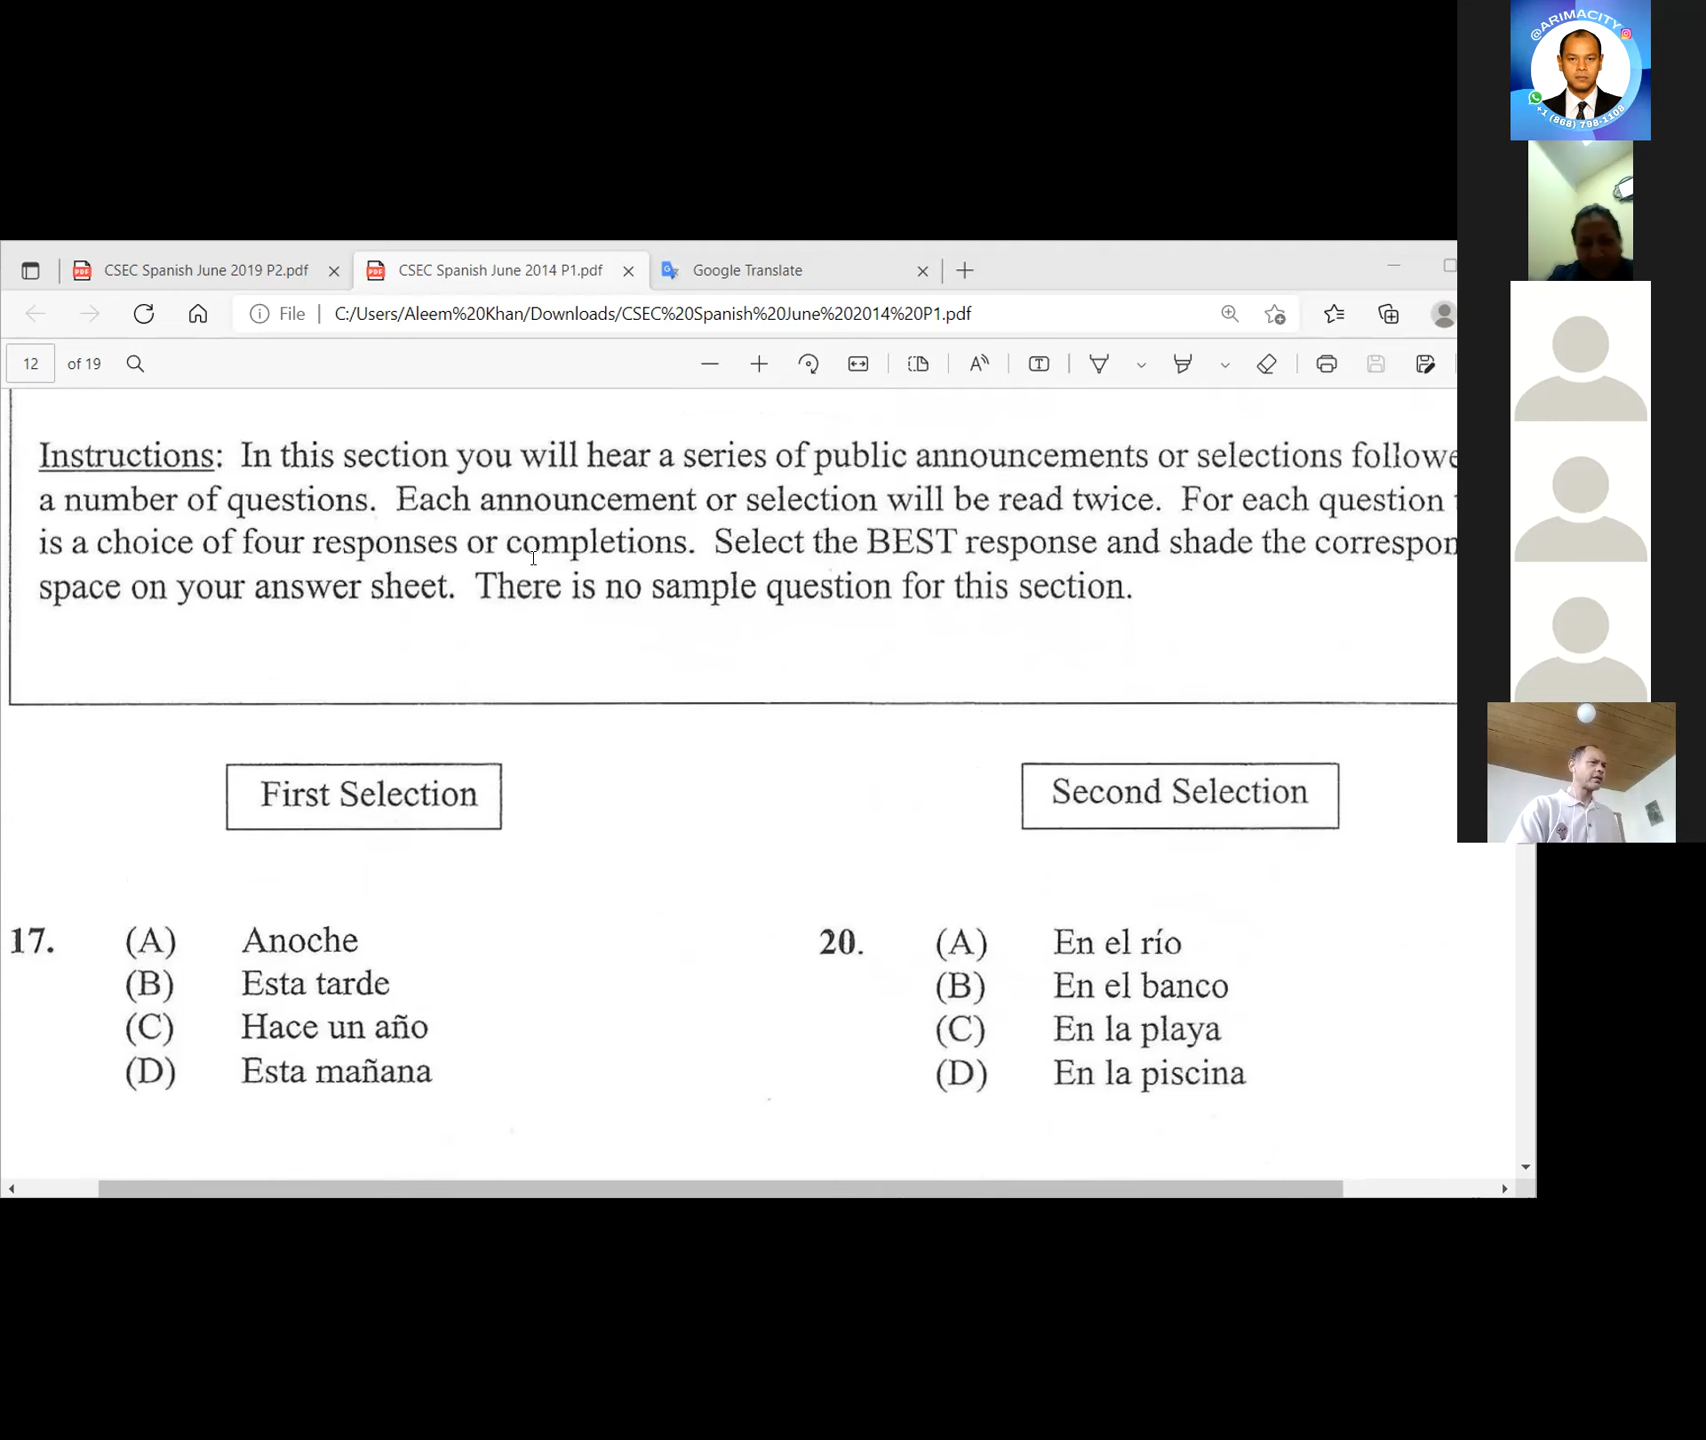 @ARIMACITY
+1 (868) 798-1108
CSEC Spanish June 2019 P2.pdf
CSEC Spanish June 2014 P1.pdf
Google Translate
File
C:/Users/Aleem%20Khan/Downloads/CSEC%20Spanish%20June%202014%20P1.pdf
12 of 19
Instructions: In this section you will hear a series of public announcements or selections followe
a number of questions. Each announcement or selection will be read twice. For each question
is a choice of four responses or completions. Select the BEST response and shade the correspon
space on your answer sheet. There is no sample question for this section.
First Selection
17. (A) Anoche
(B) Esta tarde
(C) Hace un año
(D) Esta mañana
Second Selection
20. (A) En el río
(B) En el banco
(C) En la playa
(D) En la piscina